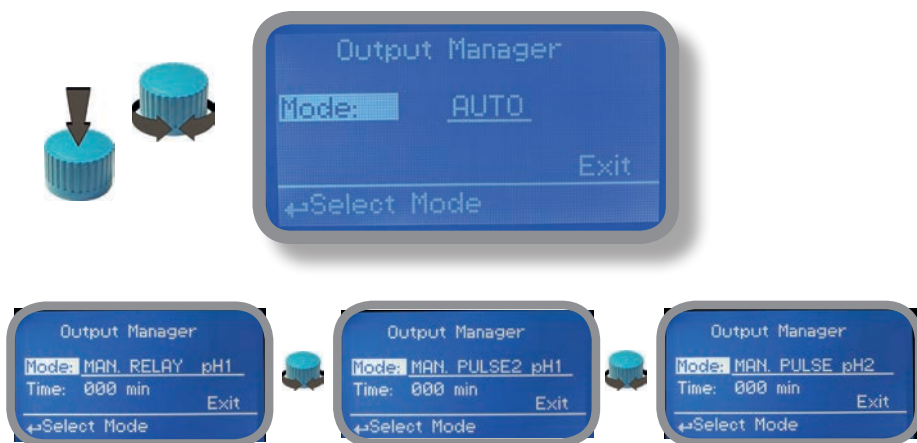 Output Manager
Mode: AUTO
Exit
↵Select Mode
Output Manager
Mode: MAN. RELAY pH1
Time: 000 min
Exit
↵Select Mode
Output Manager
Mode: MAN. PULSE2 pH1
Time: 000 min
Exit
↵Select Mode
Output Manager
Mode: MAN. PULSE pH2
Time: 000 min
Exit
↵Select Mode